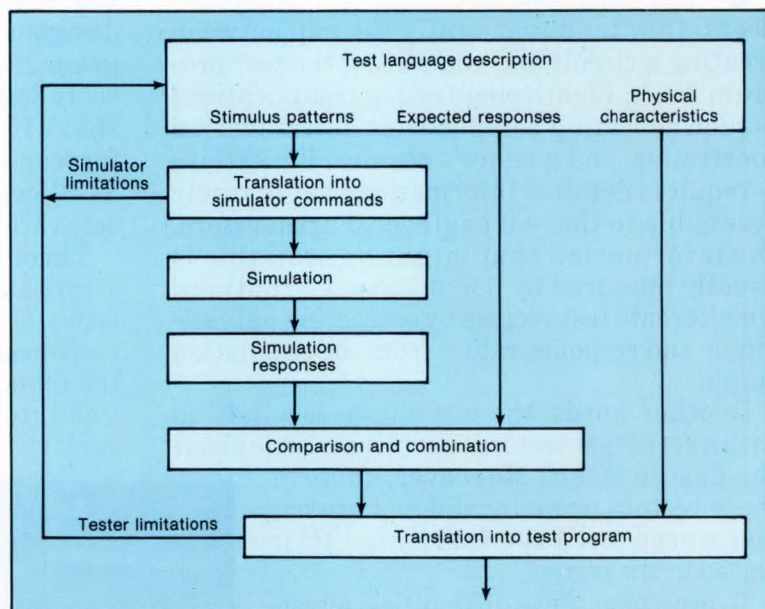 Test language description
Stimulus patterns
Expected responses
Physical
characteristics
Simulator
limitations
Translation into
simulator commands
Simulation
Simulation
responses
Comparison and combination
Tester limitations
Translation into test program